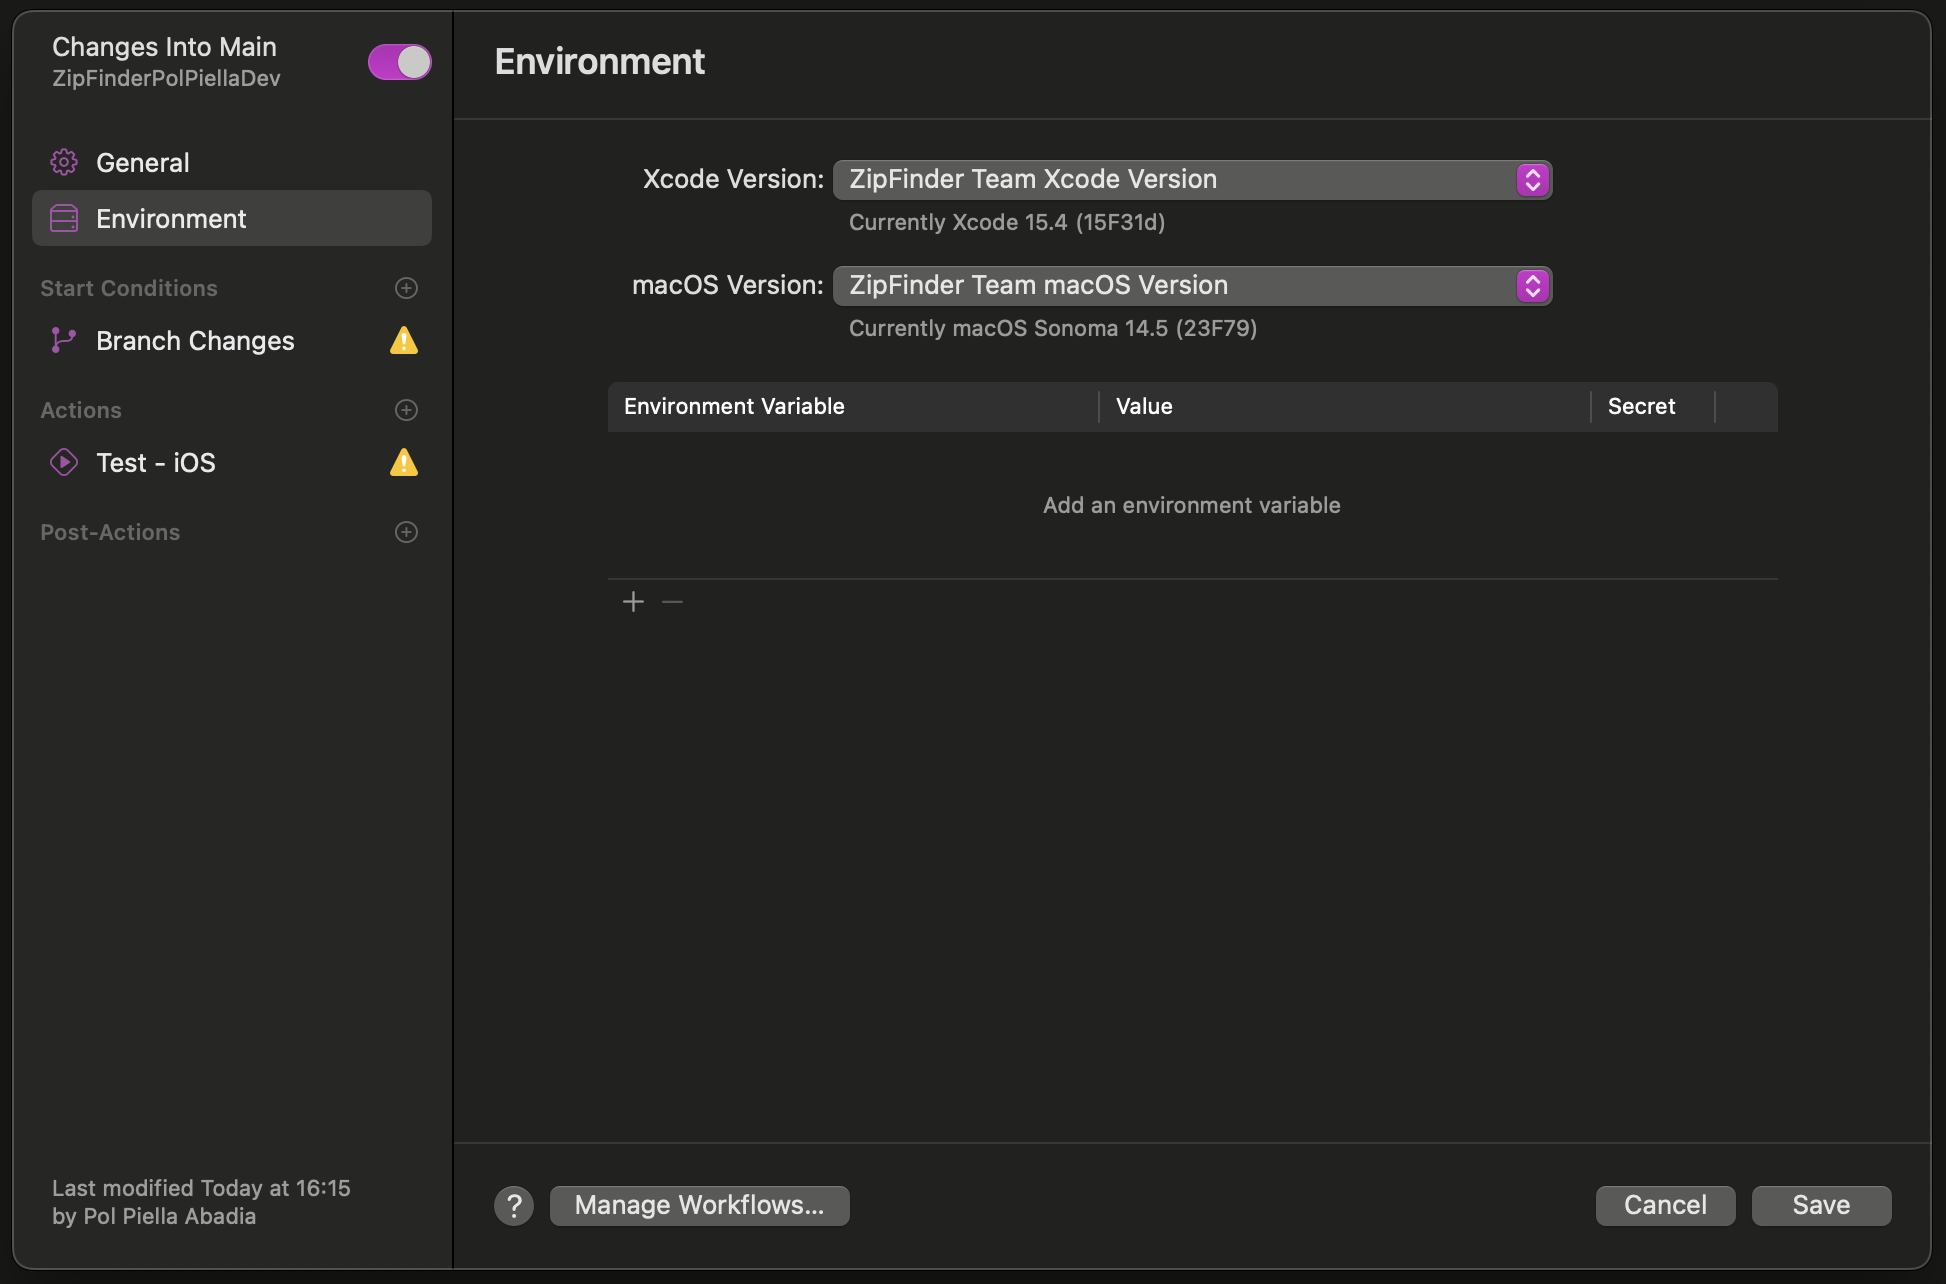 Changes Into Main
ZipFinderPolPiellaDev
General
Environment
Start Conditions
Branch Changes
Actions
Test - iOS
Post-Actions
Last modified Today at 16:15
by Pol Piella Abadia
Environment
Xcode Version: ZipFinder Team Xcode Version
Currently Xcode 15.4 (15F31d)
macOS Version: ZipFinder Team macOS Version
Currently macOS Sonoma 14.5 (23F79)
Environment Variable Value Secret
Add an environment variable
? Manage Workflows... Cancel Save